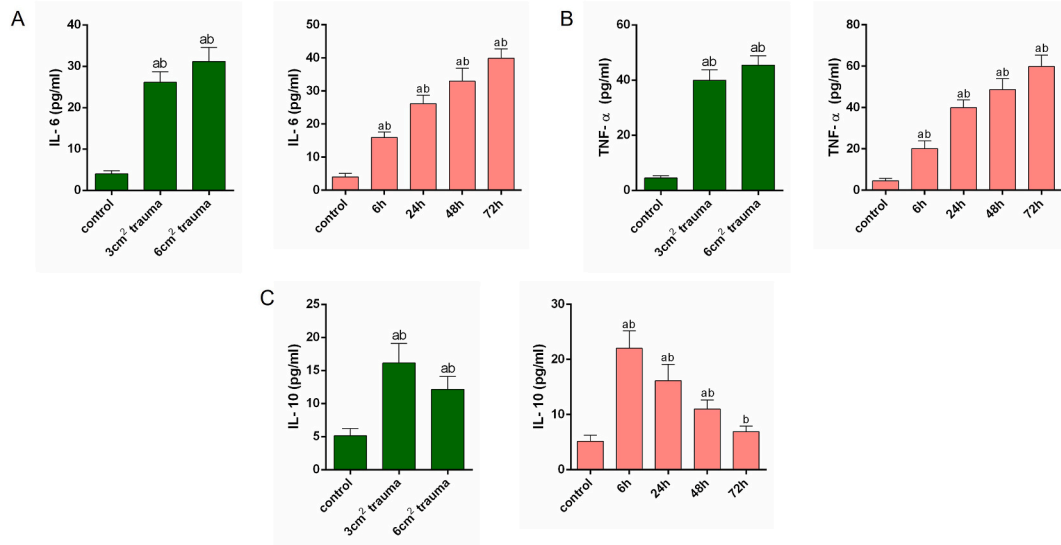 A
IL- 6 (pg/ml)
40
30
20
10
0
ab
ab
control
3cm² trauma
6cm² trauma
IL- 6 (pg/ml)
50
40
30
20
10
0
ab
ab
ab
ab
control
6h
24h
48h
72h
B
TNF- α (pg/ml)
60
40
20
0
ab
ab
control
3cm² trauma
6cm² trauma
TNF- α (pg/ml)
80
60
40
20
0
ab
ab
ab
ab
control
6h
24h
48h
72h
C
IL- 10 (pg/ml)
25
20
15
10
5
0
ab
ab
control
3cm² trauma
6cm² trauma
IL- 10 (pg/ml)
30
20
10
0
ab
ab
ab
b
control
6h
24h
48h
72h